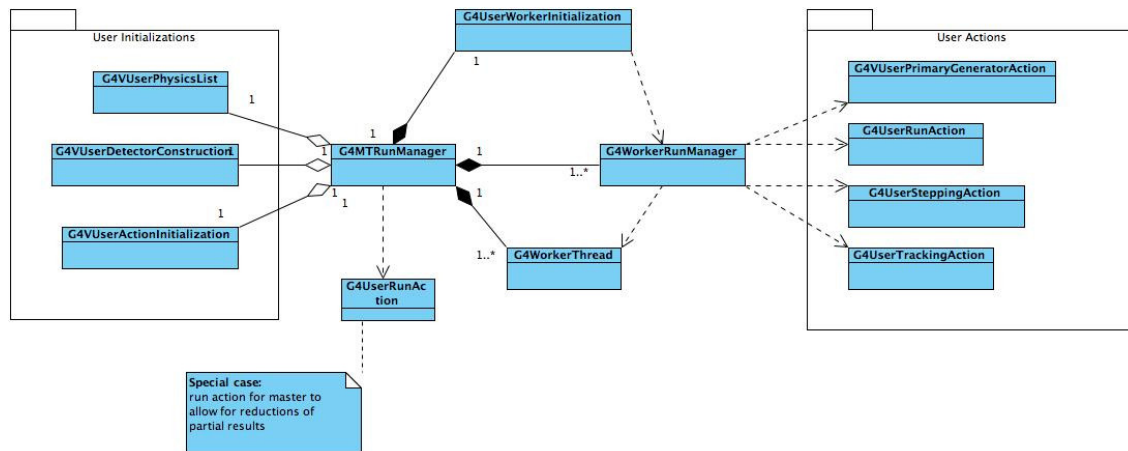 User Initializations
G4VUserPhysicsList
1
G4VUserDetectorConstruction
1
G4VUserActionInitialization
1
G4UserWorkerInitialization
1
1
1
1
1
G4MTRunManager
1
1
1..*
1..*
G4WorkerRunManager
G4WorkerThread
G4UserRunAc
tion
Special case:
run action for master to
allow for reductions of
partial results
User Actions
G4VUserPrimaryGeneratorAction
G4UserRunAction
G4UserSteppingAction
G4UserTrackingAction